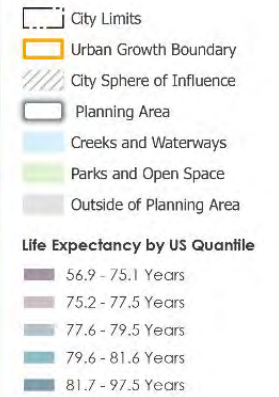 City Limits
Urban Growth Boundary
City Sphere of Influence
Planning Area
Creeks and Waterways
Parks and Open Space
Outside of Planning Area
Life Expectancy by US Quantile
56.9 - 75.1 Years
75.2 - 77.5 Years
77.6 - 79.5 Years
79.6 - 81.6 Years
81.7 - 97.5 Years